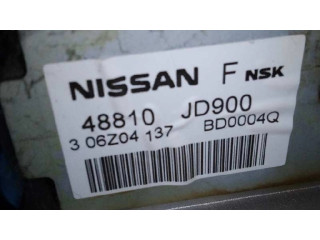 NISSAN F NSK
48810 JD900
3 06Z04 137 BD0004Q